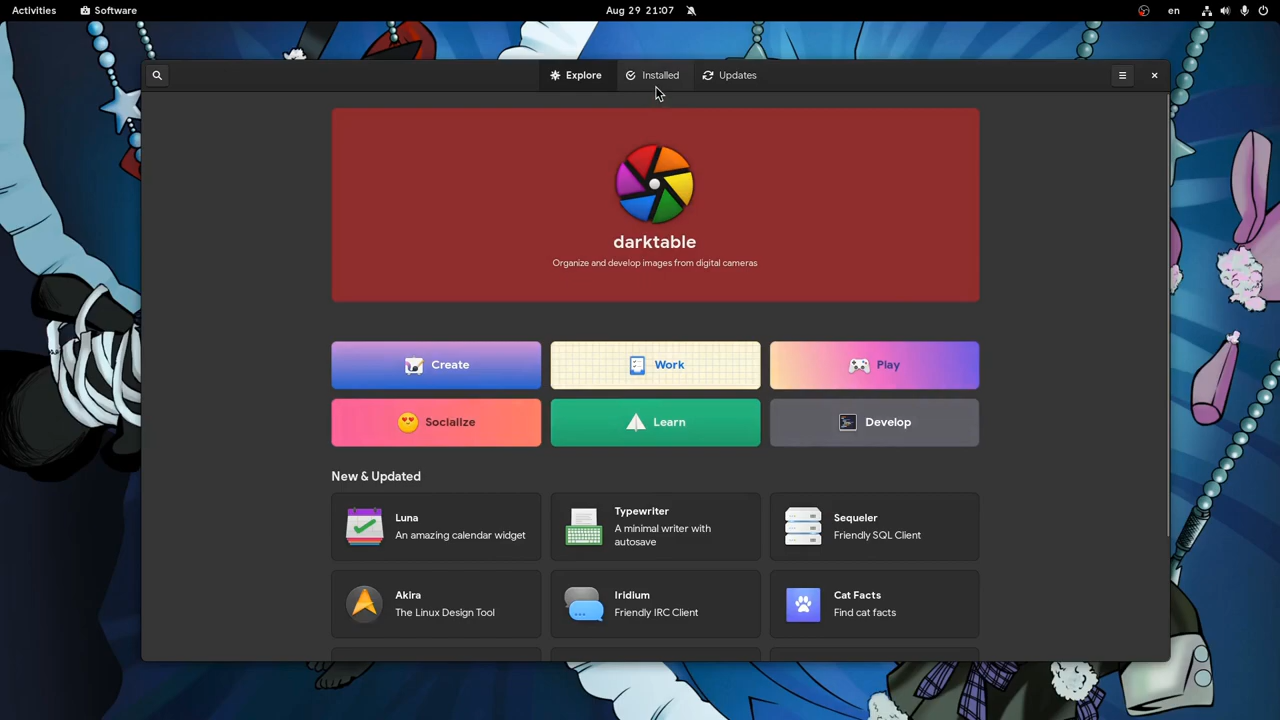 Activities
Software
Aug 29 21:07
en
Explore
Installed
Updates
darktable
Organize and develop images from digital cameras
Create
Work
Play
Socialize
Learn
Develop
New & Updated
Luna
An amazing calendar widget
Typewriter
A minimal writer with
autosave
Sequeler
Friendly SQL Client
Akira
The Linux Design Tool
Iridium
Friendly IRC Client
Cat Facts
Find cat facts